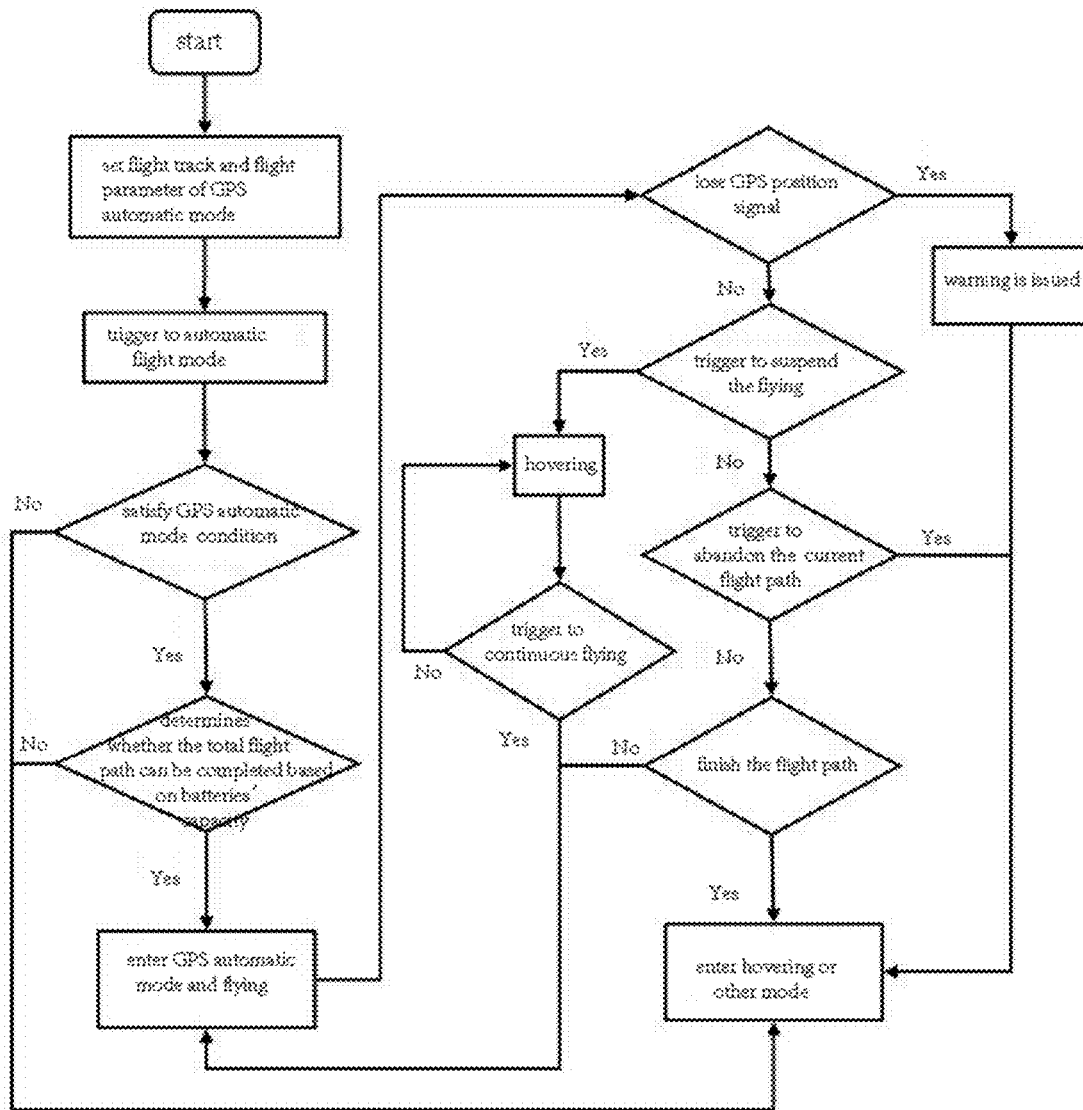 start
set flight track and flight
parameter of GPS
automatic mode
trigger to automatic
flight mode
No
satisfy GPS automatic
mode condition
Yes
No
determines
whether the total flight
path can be completed based
on batteries'
capacity
Yes
enter GPS automatic
mode and flying
lose GPS position
signal
Yes
warning is issued
No
Yes
trigger to suspend
the flying
hovering
No
trigger to
abandon the current
flight path
Yes
trigger to
continuous flying
No
No
Yes
No
finish the flight path
Yes
enter hovering or
other mode